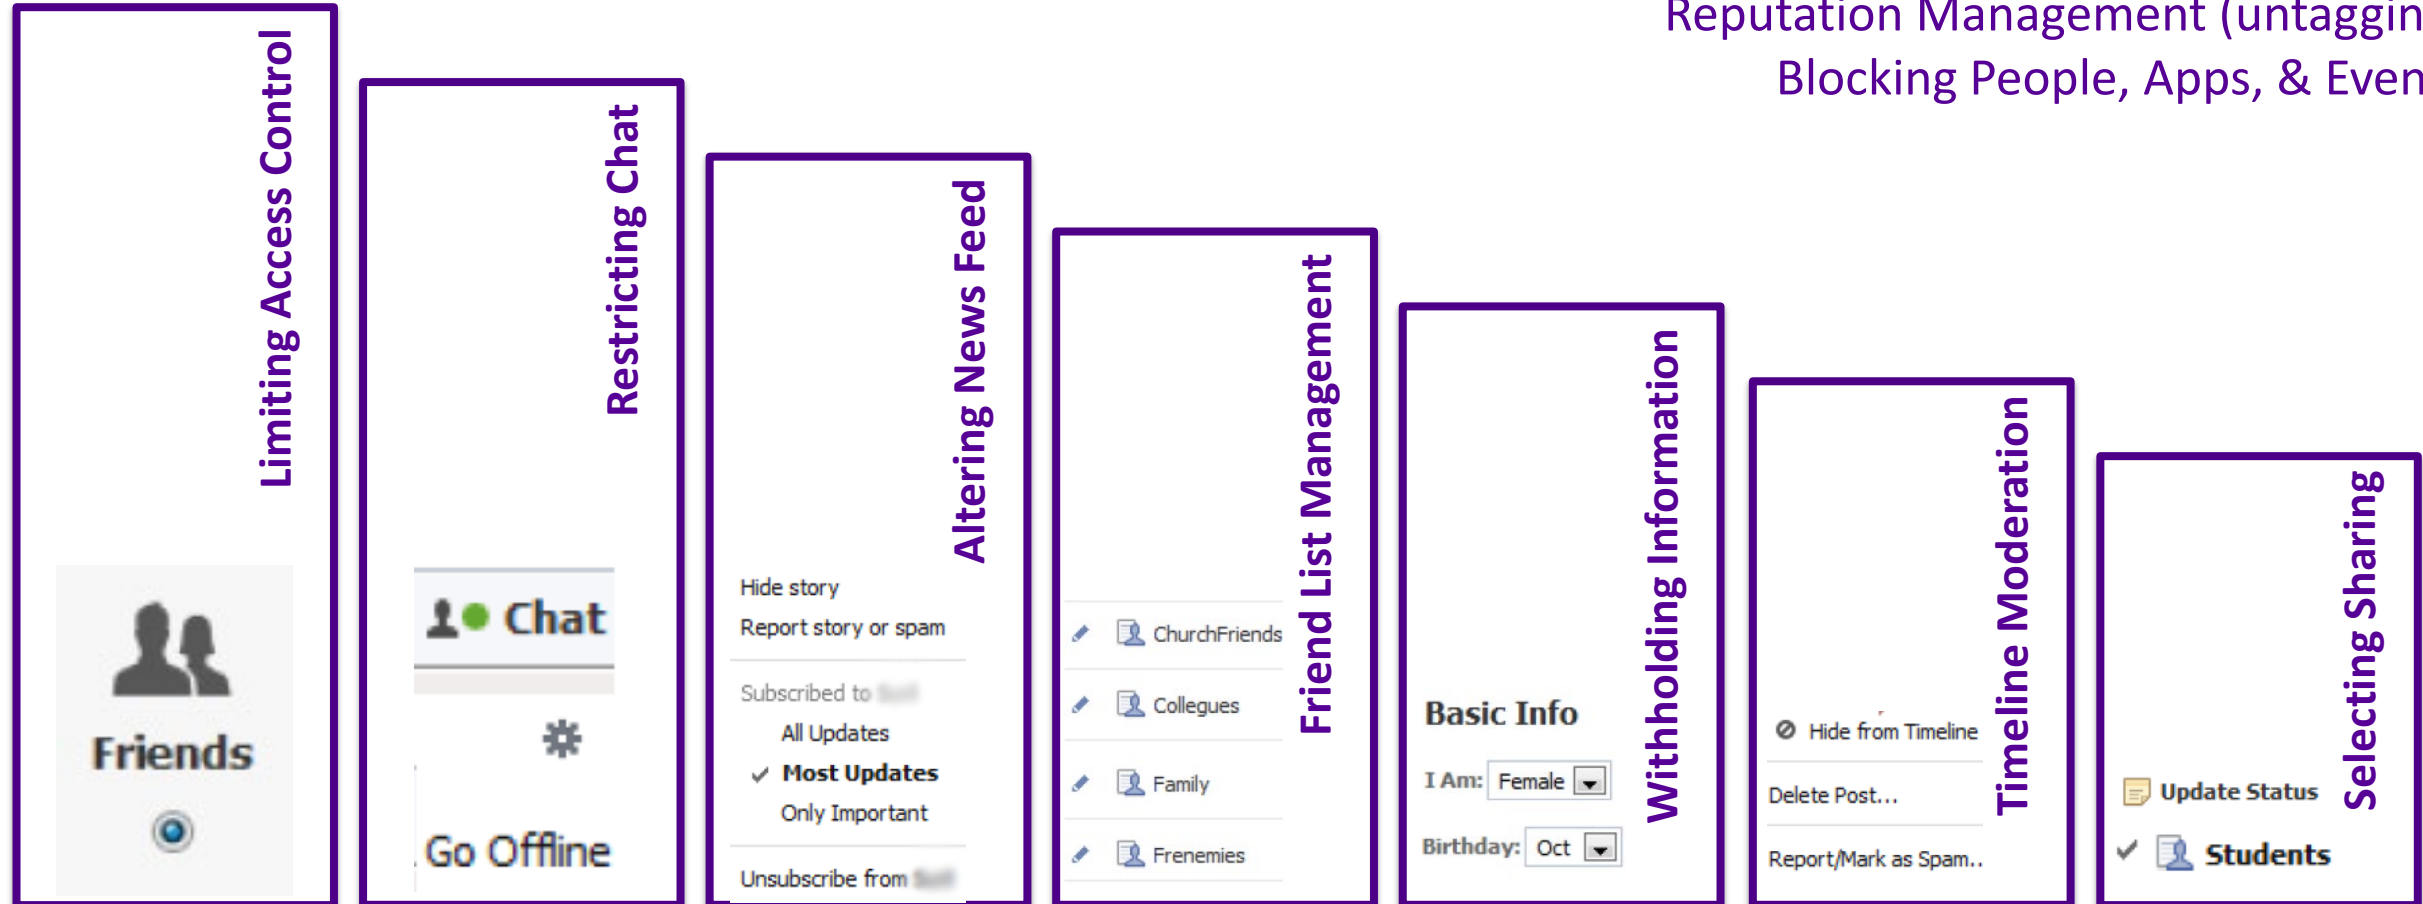 Reputation Management (untaggin
Blocking People, Apps, & Even
Limiting Access Control
Friends
Restricting Chat
Chat
Go Offline
Altering News Feed
Hide story
Report story or spam
Subscribed to
All Updates
Most Updates
Only Important
Unsubscribe from
Friend List Management
ChurchFriends
Collegues
Family
Frenemies
Withholding Information
Basic Info
I Am: Female
Birthday: Oct
Timeline Moderation
Hide from Timeline
Delete Post...
Report/Mark as Spam..
Selecting Sharing
Update Status
Students